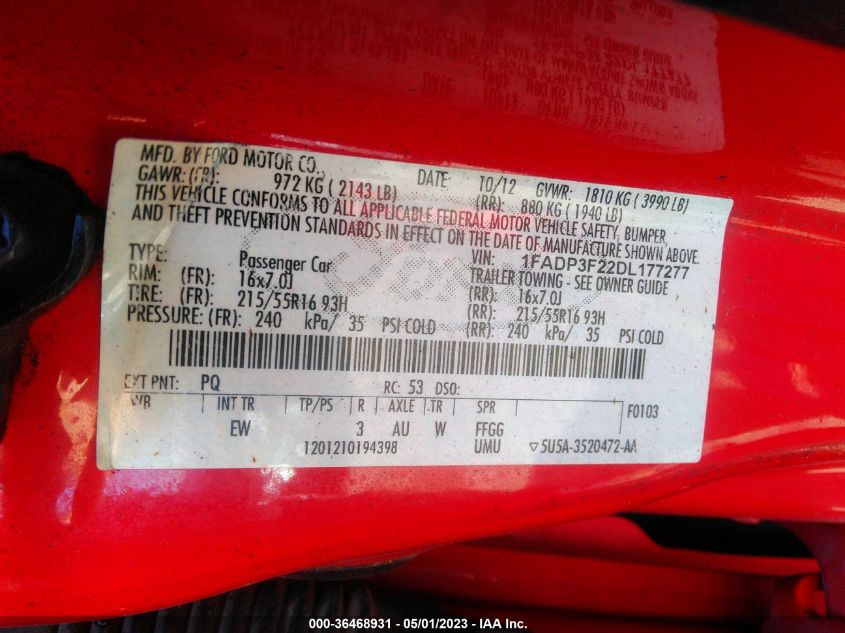 MFD. BY FORD MOTOR CO.
DATE: 10/12 GVWR: 1810 KG ( 3990 LB)
GAWR: (FR): 972 KG ( 2143 LB) (RR): 880 KG ( 1940 LB)
THIS VEHICLE CONFORMS TO ALL APPLICABLE FEDERAL MOTOR VEHICLE SAFETY, BUMPER,
AND THEFT PREVENTION STANDARDS IN EFFECT ON THE DATE OF MANUFACTURE SHOWN ABOVE.
VIN: 1FADP3F22DL177277
TYPE: Passenger Car TRAILER TOWING - SEE OWNER GUIDE
RIM: (FR): 16x7.0J (RR): 16x7.0J
TIRE: (FR): 215/55R16 93H (RR): 215/55R16 93H
PRESSURE: (FR): 240 kPa/ 35 PSI COLD (RR): 240 kPa/ 35 PSI COLD
EXT PNT: PQ RC: 53 DSO:
WB INT TR TP/PS R AXLE TR SPR F0103
EW 3 AU W FFGG
1201210194398 UMU ▽5U5A-3520472-AA
000-36468931 - 05/01/2023 - IAA Inc.